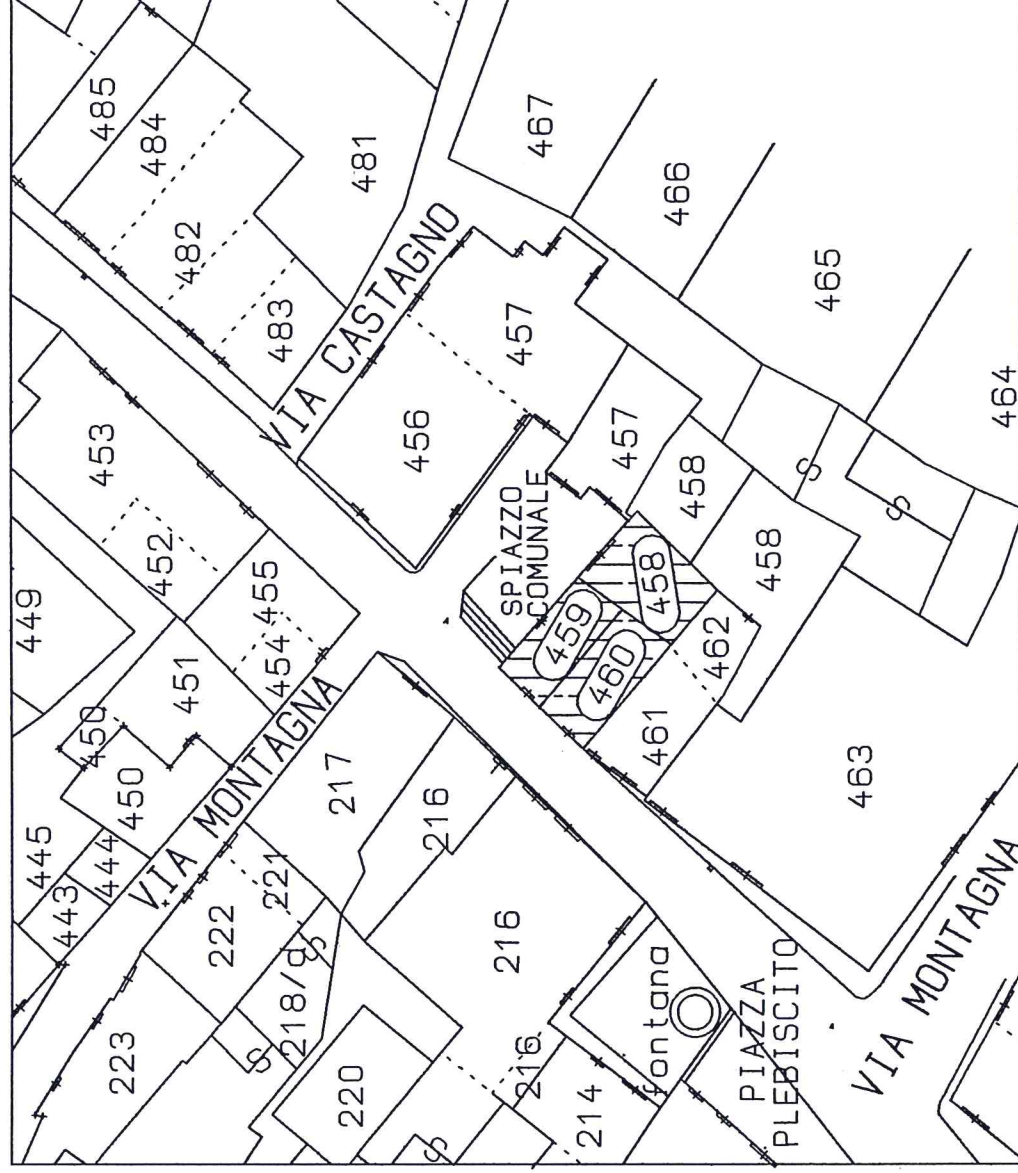 485
484
467
481
466
482
VIA CASTAGNO
465
483
457
464
453
456
457
458
S
S
452
449
SPIAZZO
COMUNALE
458
455
459
458
454
460
462
451
461
450
VIA MONTAGNA
450
217
463
445
216
444
443
221
222
216
S
218/a
fontana
PIAZZA
PLEBISCITO
VIA MONTAGNA
223
S
220
216
214
S